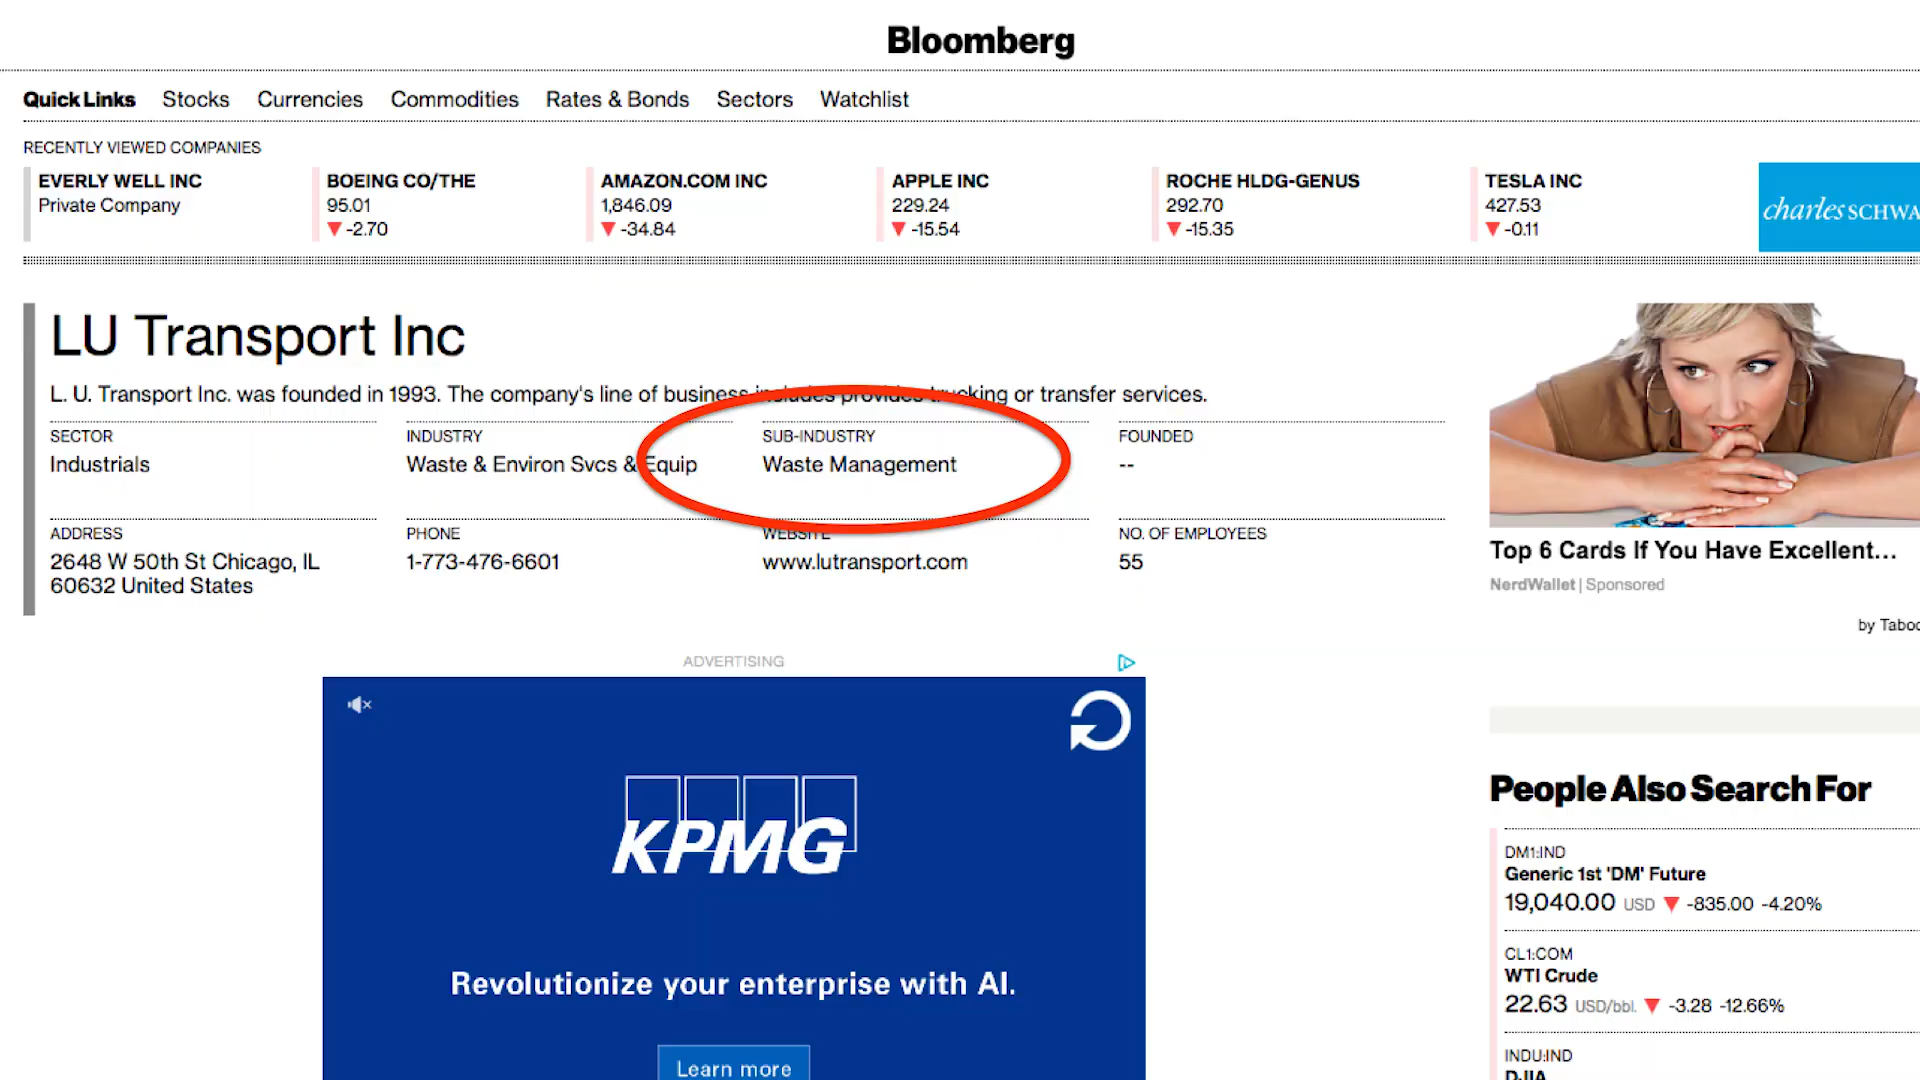 Bloomberg
Quick Links Stocks Currencies Commodities Rates & Bonds Sectors Watchlist
RECENTLY VIEWED COMPANIES
EVERLY WELL INC
Private Company
BOEING CO/THE
95.01
-2.70
AMAZON.COM INC
1,846.09
-34.84
APPLE INC
229.24
-15.54
ROCHE HLDG-GENUS
292.70
-15.35
TESLA INC
427.53
-0.11
charles SCHWA
LU Transport Inc
L. U. Transport Inc. was founded in 1993. The company's line of business includes provides trucking or transfer services.
SECTOR
Industrials
INDUSTRY
Waste & Environ Svcs & Equip
SUB-INDUSTRY
Waste Management
FOUNDED
--
ADDRESS
2648 W 50th St Chicago, IL
60632 United States
PHONE
1-773-476-6601
WEBSITE
www.lutransport.com
NO. OF EMPLOYEES
55
Top 6 Cards If You Have Excellent...
NerdWallet | Sponsored
by Taboo
ADVERTISING
KPMG
Revolutionize your enterprise with AI.
Learn more
People Also Search For
DM1:IND
Generic 1st 'DM' Future
19,040.00 USD -835.00 -4.20%
CL1:COM
WTI Crude
22.63 USD/bbl. -3.28 -12.66%
INDU:IND
DJIA